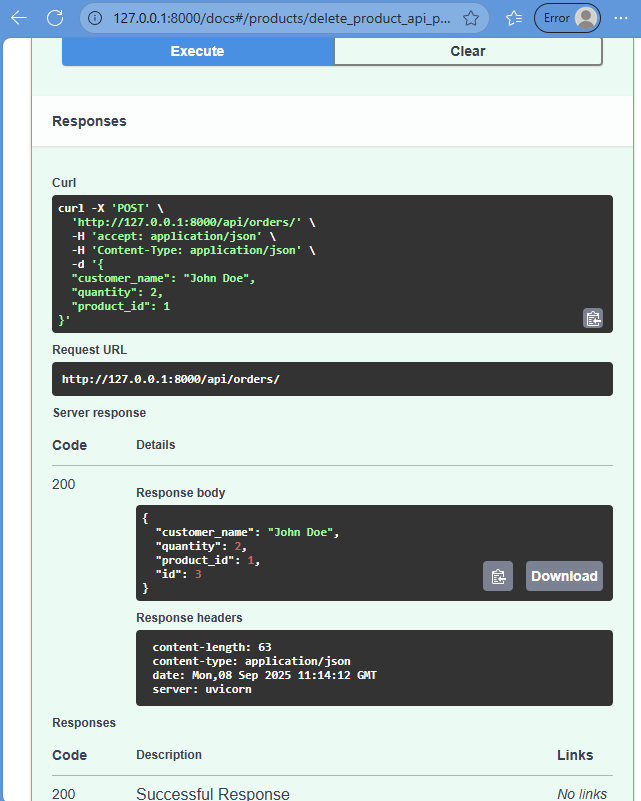 127.0.0.1:8000/docs#/products/delete_product_api_p...
Error
Execute
Clear
Responses
Curl
curl -X 'POST' \
'http://127.0.0.1:8000/api/orders/' \
-H 'accept: application/json' \
-H 'Content-Type: application/json' \
-d '{
"customer_name": "John Doe",
"quantity": 2,
"product_id": 1
}'
Request URL
http://127.0.0.1:8000/api/orders/
Server response
Code Details
200
Response body
{
"customer_name": "John Doe",
"quantity": 2,
"product_id": 1,
"id": 3
}
Download
Response headers
content-length: 63
content-type: application/json
date: Mon,08 Sep 2025 11:14:12 GMT
server: uvicorn
Responses
Code Description Links
200 Successful Response No links